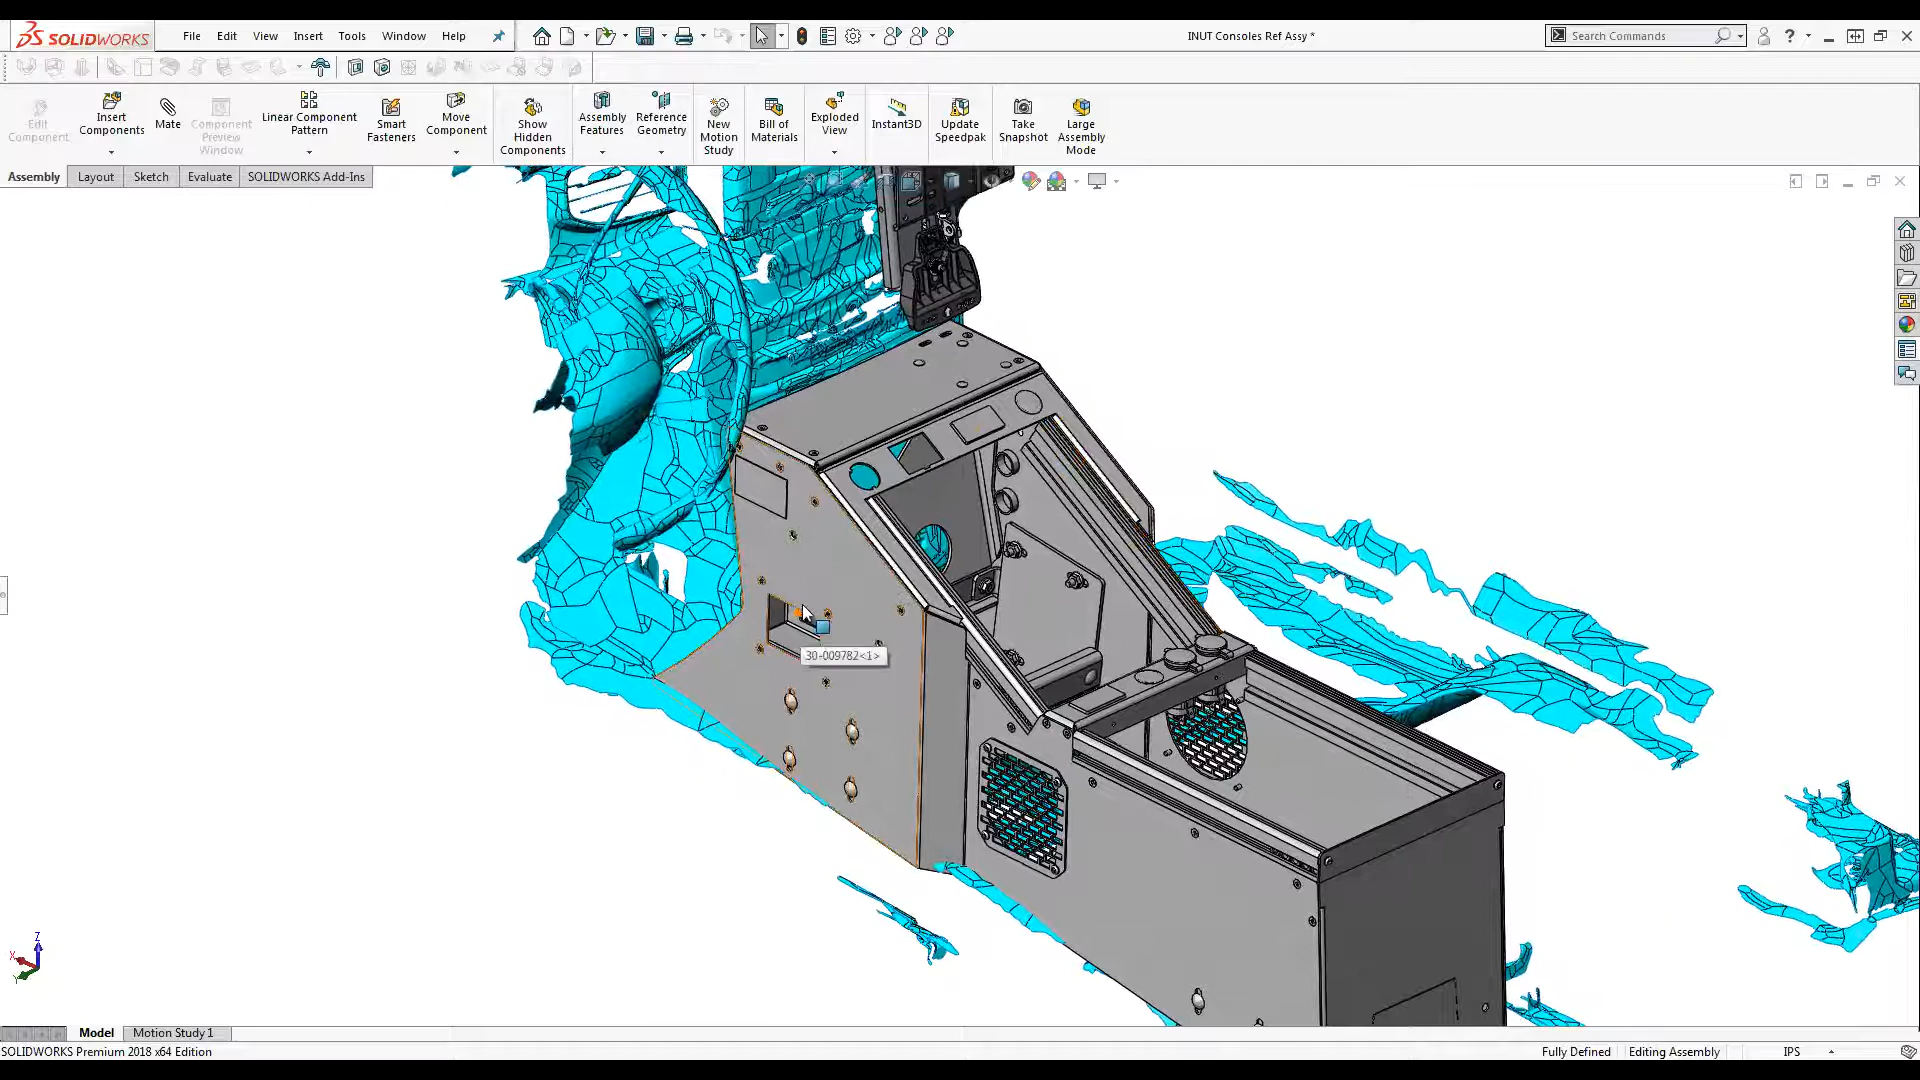 SOLIDWORKS File Edit View Insert Tools Window Help INUT Consoles Ref Assy * Search Commands ?
Edit Component Insert Components Mate Component Preview Window Linear Component Pattern Smart Fasteners Move Component Show Hidden Components Assembly Features Reference Geometry New Motion Study Bill of Materials Exploded View Instant3D Update Speedpak Take Snapshot Large Assembly Mode
Assembly Layout Sketch Evaluate SOLIDWORKS Add-Ins
30-009782<1>
Z
X
Y
Model Motion Study 1
SOLIDWORKS Premium 2018 x64 Edition Fully Defined Editing Assembly IPS